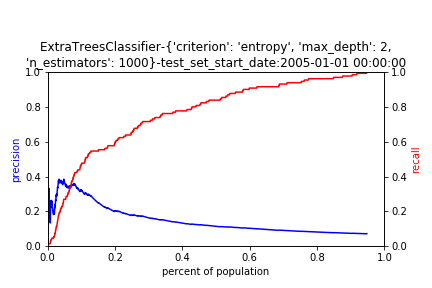 ExtraTreesClassifier-{'criterion': 'entropy', 'max_depth': 2,
'n_estimators': 1000}-test_set_start_date:2005-01-01 00:00:00
1.0 1.0
0.8 0.8
0.6 0.6
precision recall
0.4 0.4
0.2 0.2
0.0 0.0
0.0 0.2 0.4 0.6 0.8 1.0
percent of population